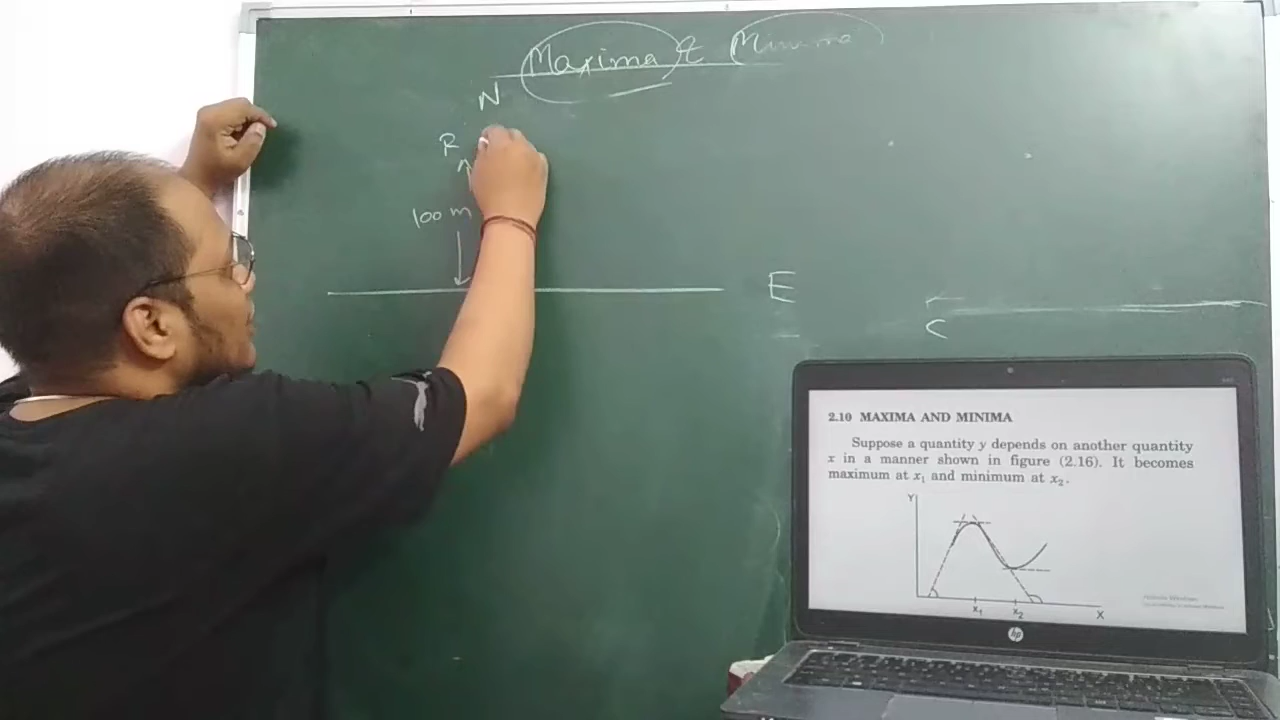 Maxima & Minima
N
R
100 m
E
C
2.10 MAXIMA AND MINIMA
Suppose a quantity y depends on another quantity
x in a manner shown in figure (2.16). It becomes
maximum at x₁ and minimum at x₂.
Y
x₁ x₂ X
hp